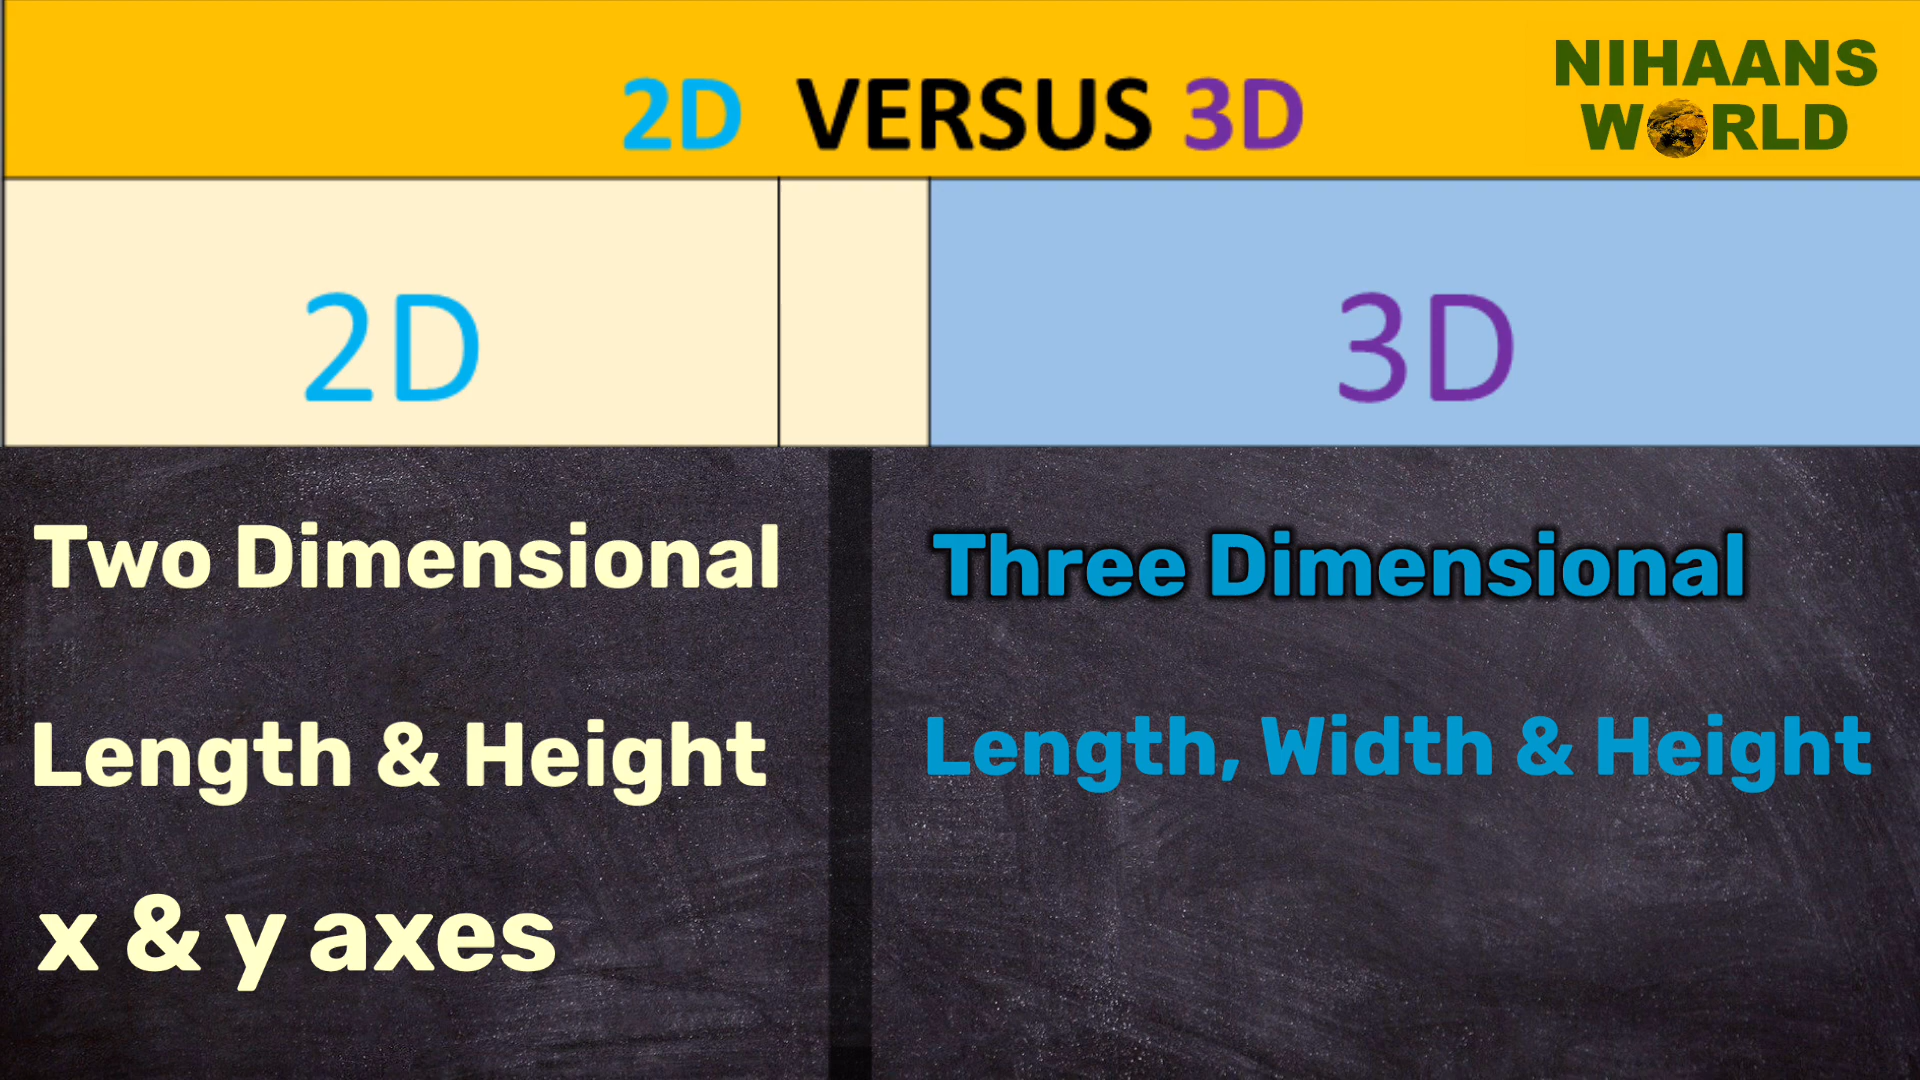 2D VERSUS 3D
NIHAANS
WORLD
2D
3D
Two Dimensional
Three Dimensional
Length & Height
Length, Width & Height
x & y axes